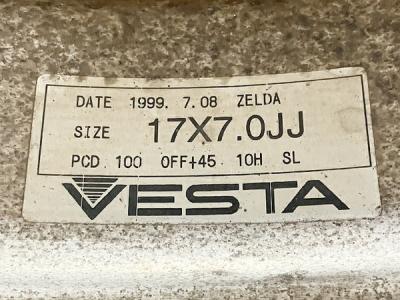 DATE 1999. 7.08 ZELDA
SIZE 17X7.0JJ
PCD 100 OFF+45 10H SL
VESTA